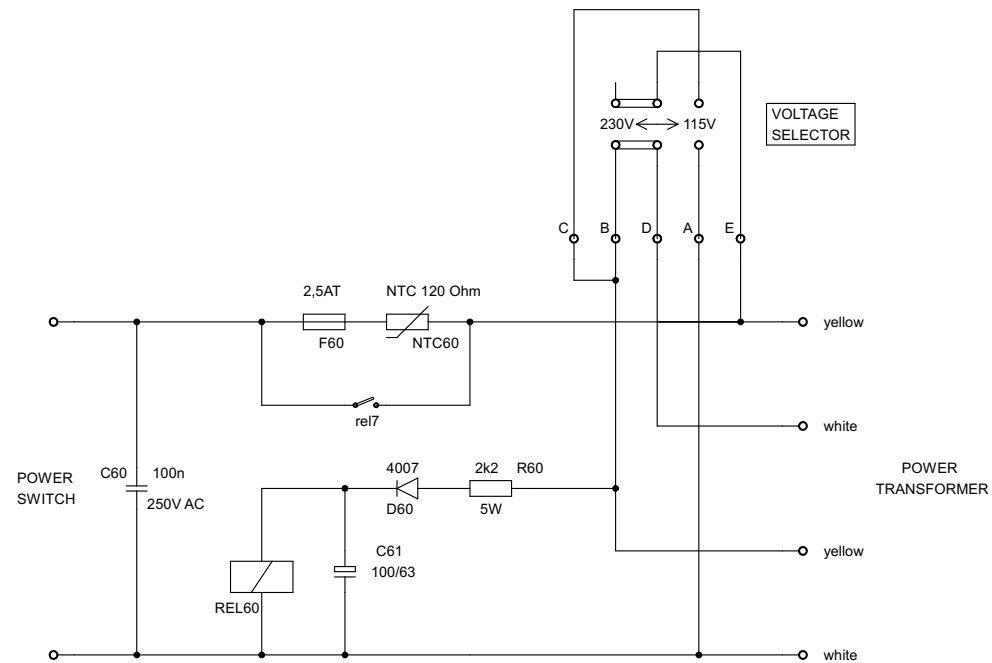 VOLTAGE
SELECTOR
230V 115V
C B D A E
2,5AT NTC 120 Ohm
F60 NTC60
yellow
rel7
white
POWER
SWITCH
C60 100n
250V AC
4007 2k2 R60
D60 5W
POWER
TRANSFORMER
C61
100/63
yellow
REL60
white